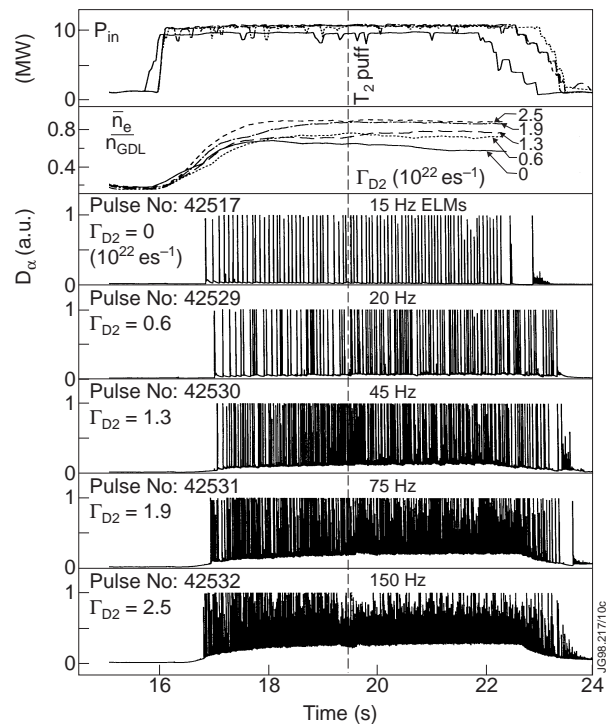 10
P_in
(MW)
0
T_2 puff
n̄_e
n_GDL
0.8
0.4
2.5
1.9
1.3
0.6
0
Γ_D2 (10^22 es^–1)
D_α (a.u.)
Pulse No: 42517
15 Hz ELMs
1
Γ_D2 = 0
(10^22 es^–1)
0
Pulse No: 42529
20 Hz
1
Γ_D2 = 0.6
0
Pulse No: 42530
45 Hz
1
Γ_D2 = 1.3
0
Pulse No: 42531
75 Hz
1
Γ_D2 = 1.9
0
Pulse No: 42532
150 Hz
1
Γ_D2 = 2.5
0
16 18 20 22 24
Time (s)
JG98.217/10c